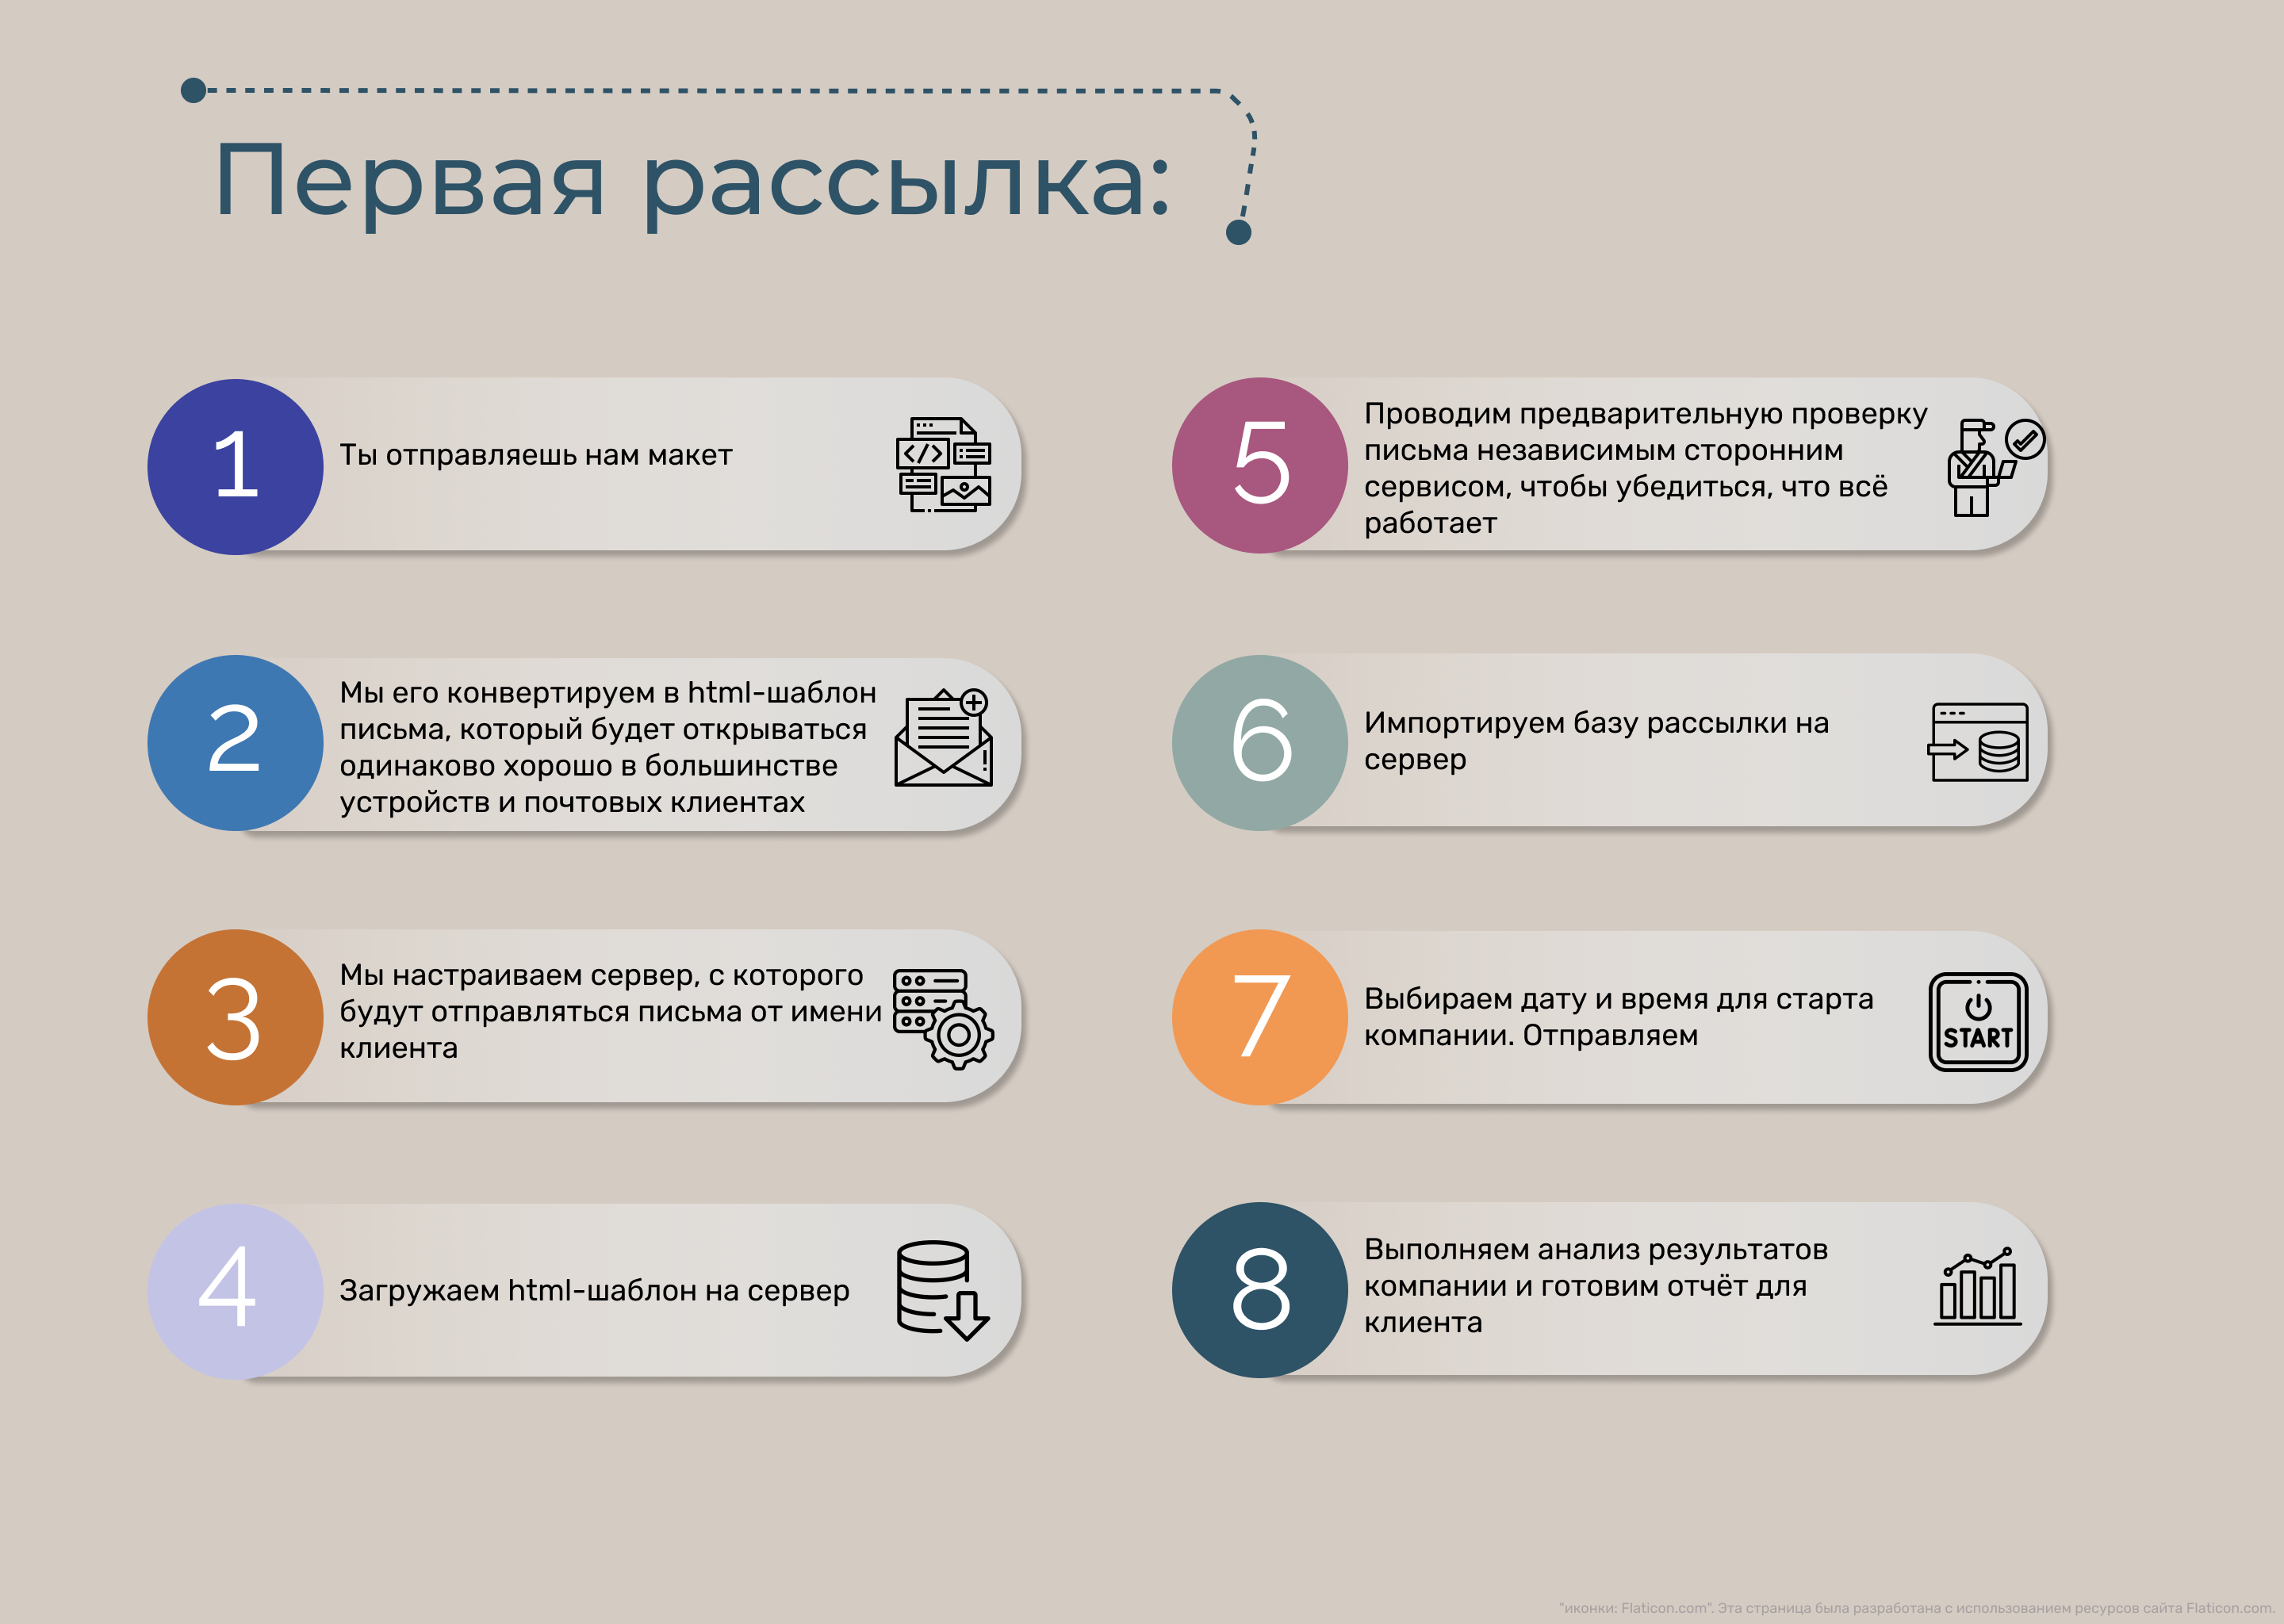 Первая рассылка:
1
Ты отправляешь нам макет
2
Мы его конвертируем в html-шаблон
письма, который будет открываться
одинаково хорошо в большинстве
устройств и почтовых клиентах
3
Мы настраиваем сервер, с которого
будут отправляться письма от имени
клиента
4
Загружаем html-шаблон на сервер
5
Проводим предварительную проверку
письма независимым сторонним
сервисом, чтобы убедиться, что всё
работает
6
Импортируем базу рассылки на
сервер
7
Выбираем дату и время для старта
компании. Отправляем
START
8
Выполняем анализ результатов
компании и готовим отчёт для
клиента
"иконки: Flaticon.com". Эта страница была разработана с использованием ресурсов сайта Flaticon.com.